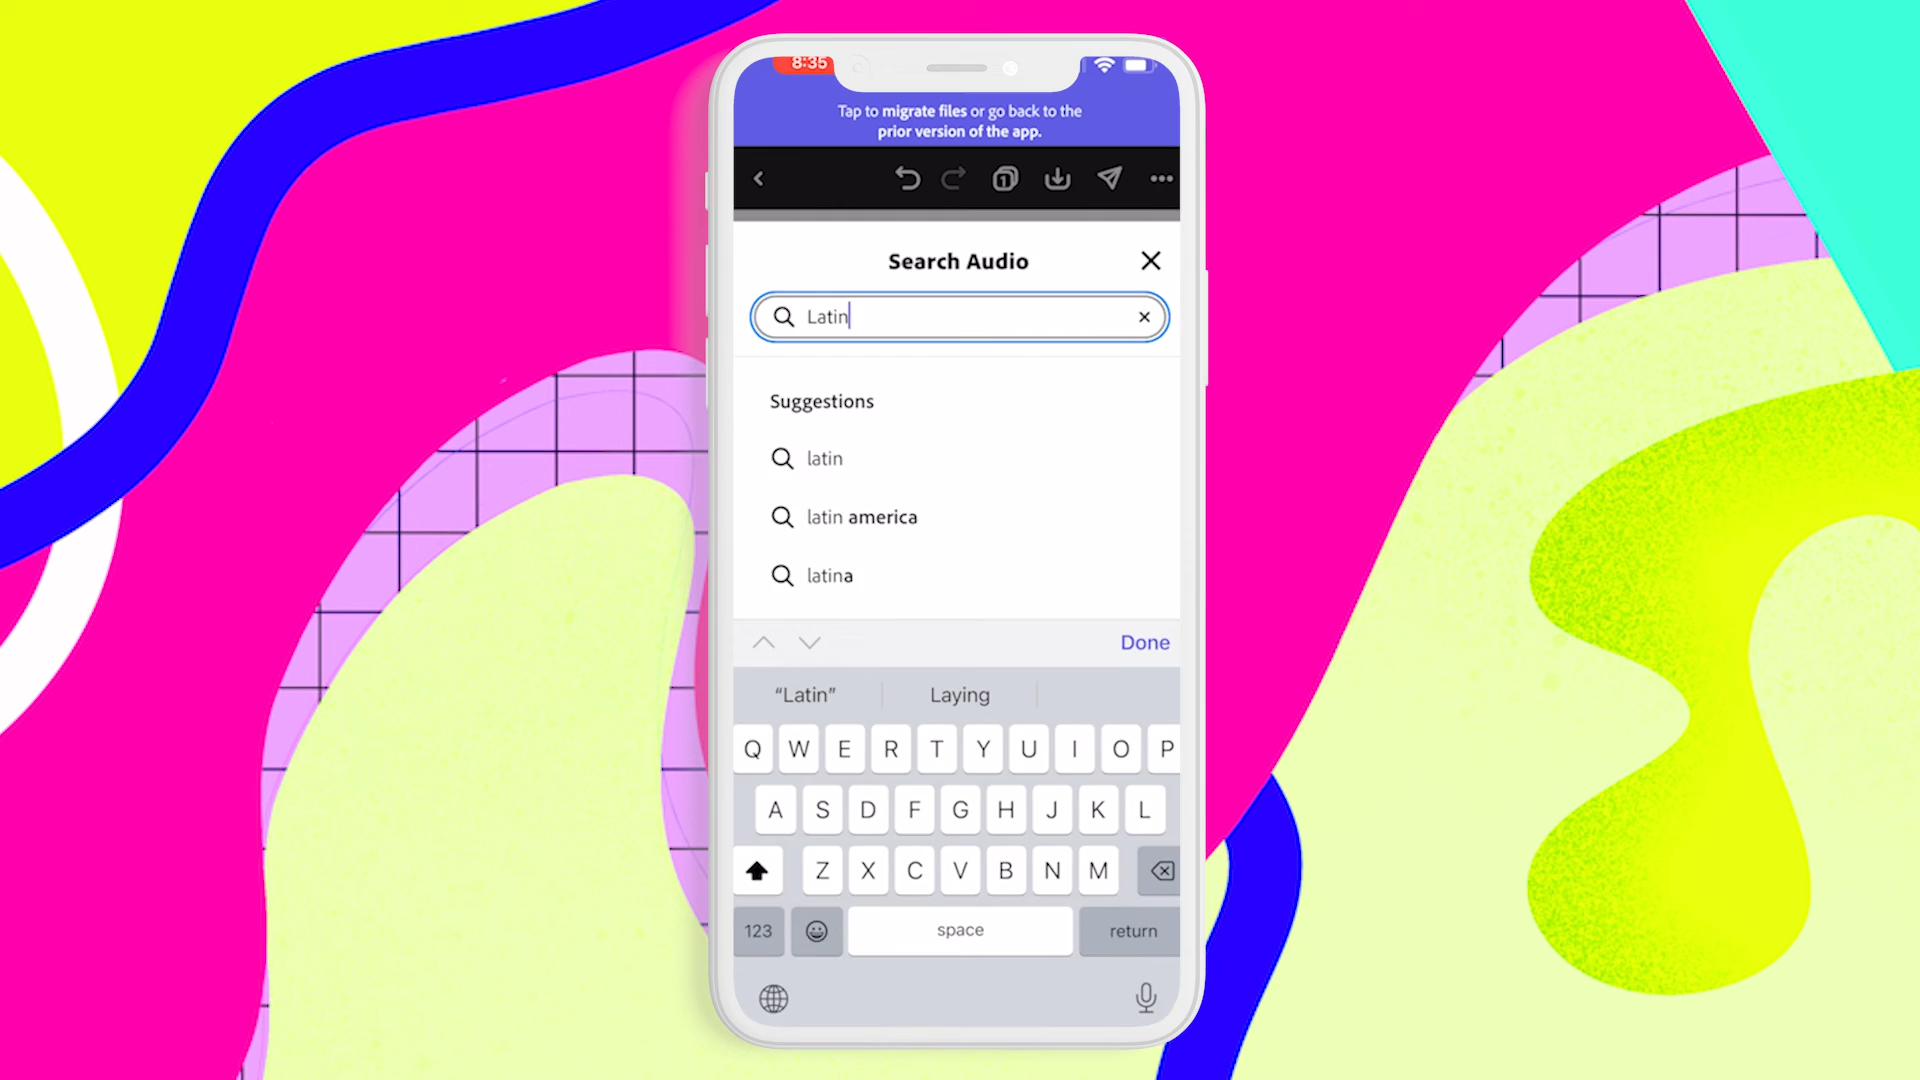 8:35
Tap to migrate files or go back to the
prior version of the app.
1
Search Audio
Latin
Suggestions
latin
latin america
latina
Done
“Latin” Laying
Q W E R T Y U I O P
A S D F G H J K L
Z X C V B N M
123 space return